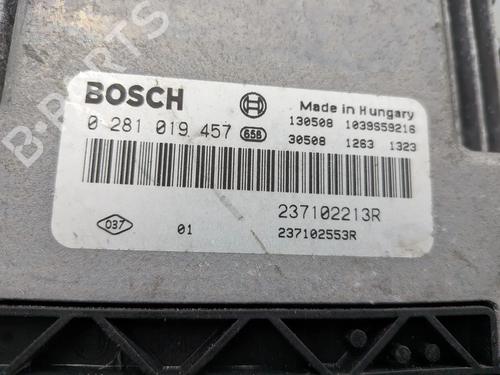 BOSCH
Made in Hungary
0 281 019 457 658
130508 1039S59216
30508 1263 1323
237102213R
037 01 237102553R
B-PARTS